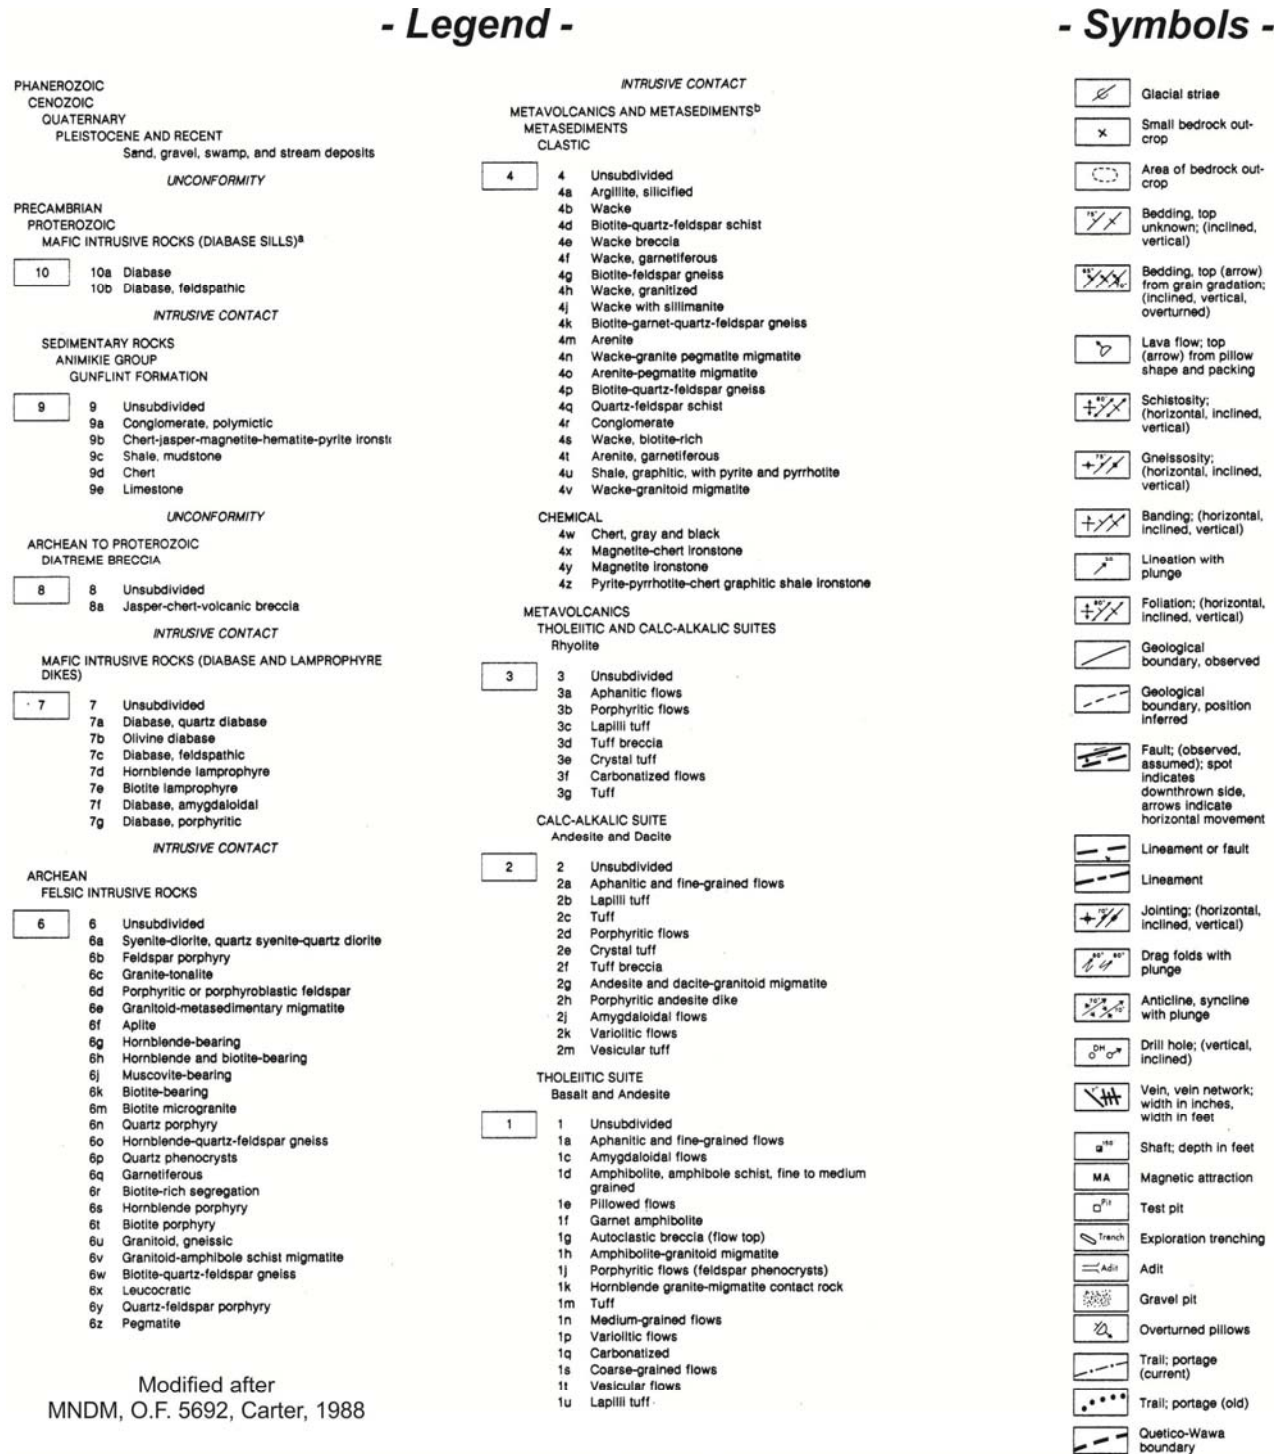 - Legend -
PHANEROZOIC
CENOZOIC
QUATERNARY
PLEISTOCENE AND RECENT
Sand, gravel, swamp, and stream deposits
UNCONFORMITY
PRECAMBRIAN
PROTEROZOIC
MAFIC INTRUSIVE ROCKS (DIABASE SILLS)a
10
10a Diabase
10b Diabase, feldspathic
INTRUSIVE CONTACT
SEDIMENTARY ROCKS
ANIMIKIE GROUP
GUNFLINT FORMATION
9 9 Unsubdivided
9a Conglomerate, polymictic
9b Chert-jasper-magnetite-hematite-pyrite ironst
9c Shale, mudstone
9d Chert
9e Limestone
UNCONFORMITY
ARCHEAN TO PROTEROZOIC
DIATREME BRECCIA
8 8 Unsubdivided
8a Jasper-chert-volcanic breccia
INTRUSIVE CONTACT
MAFIC INTRUSIVE ROCKS (DIABASE AND LAMPROPHYRE
DIKES)
7 7 Unsubdivided
7a Diabase, quartz diabase
7b Olivine diabase
7c Diabase, feldspathic
7d Hornblende lamprophyre
7e Biotite lamprophyre
7f Diabase, amygdaloidal
7g Diabase, porphyritic
INTRUSIVE CONTACT
ARCHEAN
FELSIC INTRUSIVE ROCKS
6 6 Unsubdivided
6a Syenite-diorite, quartz syenite-quartz diorite
6b Feldspar porphyry
6c Granite-tonalite
6d Porphyritic or porphyroblastic feldspar
6e Granitoid-metasedimentary migmatite
6f Aplite
6g Hornblende-bearing
6h Hornblende and biotite-bearing
6j Muscovite-bearing
6k Biotite-bearing
6m Biotite microgranite
6n Quartz porphyry
6o Hornblende-quartz-feldspar gneiss
6p Quartz phenocrysts
6q Garnetiferous
6r Biotite-rich segregation
6s Hornblende porphyry
6t Biotite porphyry
6u Granitoid, gneissic
6v Granitoid-amphibole schist migmatite
6w Biotite-quartz-feldspar gneiss
6x Leucocratic
6y Quartz-feldspar porphyry
6z Pegmatite
Modified after
MNDM, O.F. 5692, Carter, 1988
INTRUSIVE CONTACT
METAVOLCANICS AND METASEDIMENTSb
METASEDIMENTS
CLASTIC
4 4 Unsubdivided
4a Argillite, silicified
4b Wacke
4d Biotite-quartz-feldspar schist
4e Wacke breccia
4f Wacke, garnetiferous
4g Biotite-feldspar gneiss
4h Wacke, granitized
4j Wacke with sillimanite
4k Biotite-garnet-quartz-feldspar gneiss
4m Arenite
4n Wacke-granite pegmatite migmatite
4o Arenite-pegmatite migmatite
4p Biotite-quartz-feldspar gneiss
4q Quartz-feldspar schist
4r Conglomerate
4s Wacke, biotite-rich
4t Arenite, garnetiferous
4u Shale, graphitic, with pyrite and pyrrhotite
4v Wacke-granitoid migmatite
CHEMICAL
4w Chert, gray and black
4x Magnetite-chert ironstone
4y Magnetite ironstone
4z Pyrite-pyrrhotite-chert graphitic shale ironstone
METAVOLCANICS
THOLEIITIC AND CALC-ALKALIC SUITES
Rhyolite
3 3 Unsubdivided
3a Aphanitic flows
3b Porphyritic flows
3c Lapilli tuff
3d Tuff breccia
3e Crystal tuff
3f Carbonatized flows
3g Tuff
CALC-ALKALIC SUITE
Andesite and Dacite
2 2 Unsubdivided
2a Aphanitic and fine-grained flows
2b Lapilli tuff
2c Tuff
2d Porphyritic flows
2e Crystal tuff
2f Tuff breccia
2g Andesite and dacite-granitoid migmatite
2h Porphyritic andesite dike
2j Amygdaloidal flows
2k Variolitic flows
2m Vesicular tuff
THOLEIITIC SUITE
Basalt and Andesite
1 1 Unsubdivided
1a Aphanitic and fine-grained flows
1c Amygdaloidal flows
1d Amphibolite, amphibole schist, fine to medium
grained
1e Pillowed flows
1f Garnet amphibolite
1g Autoclastic breccia (flow top)
1h Amphibolite-granitoid migmatite
1j Porphyritic flows (feldspar phenocrysts)
1k Hornblende granite-migmatite contact rock
1m Tuff
1n Medium-grained flows
1p Variolitic flows
1q Carbonatized
1s Coarse-grained flows
1t Vesicular flows
1u Lapilli tuff
- Symbols -
Glacial striae
Small bedrock out-
crop
Area of bedrock out-
crop
Bedding, top
unknown; (inclined,
vertical)
Bedding, top (arrow)
from grain gradation;
(inclined, vertical,
overturned)
Lava flow; top
(arrow) from pillow
shape and packing
Schistosity;
(horizontal, inclined,
vertical)
Gneissosity;
(horizontal, inclined,
vertical)
Banding; (horizontal,
inclined, vertical)
Lineation with
plunge
Foliation; (horizontal,
inclined, vertical)
Geological
boundary, observed
Geological
boundary, position
inferred
Fault; (observed,
assumed); spot
indicates
downthrown side,
arrows indicate
horizontal movement
Lineament or fault
Lineament
Jointing; (horizontal,
inclined, vertical)
Drag folds with
plunge
Anticline, syncline
with plunge
DH Drill hole; (vertical,
inclined)
Vein, vein network;
width in inches,
width in feet
Shaft; depth in feet
MA Magnetic attraction
Pit Test pit
Trench Exploration trenching
Adit Adit
Gravel pit
Overturned pillows
Trail; portage
(current)
Trail; portage (old)
Quetico-Wawa
boundary